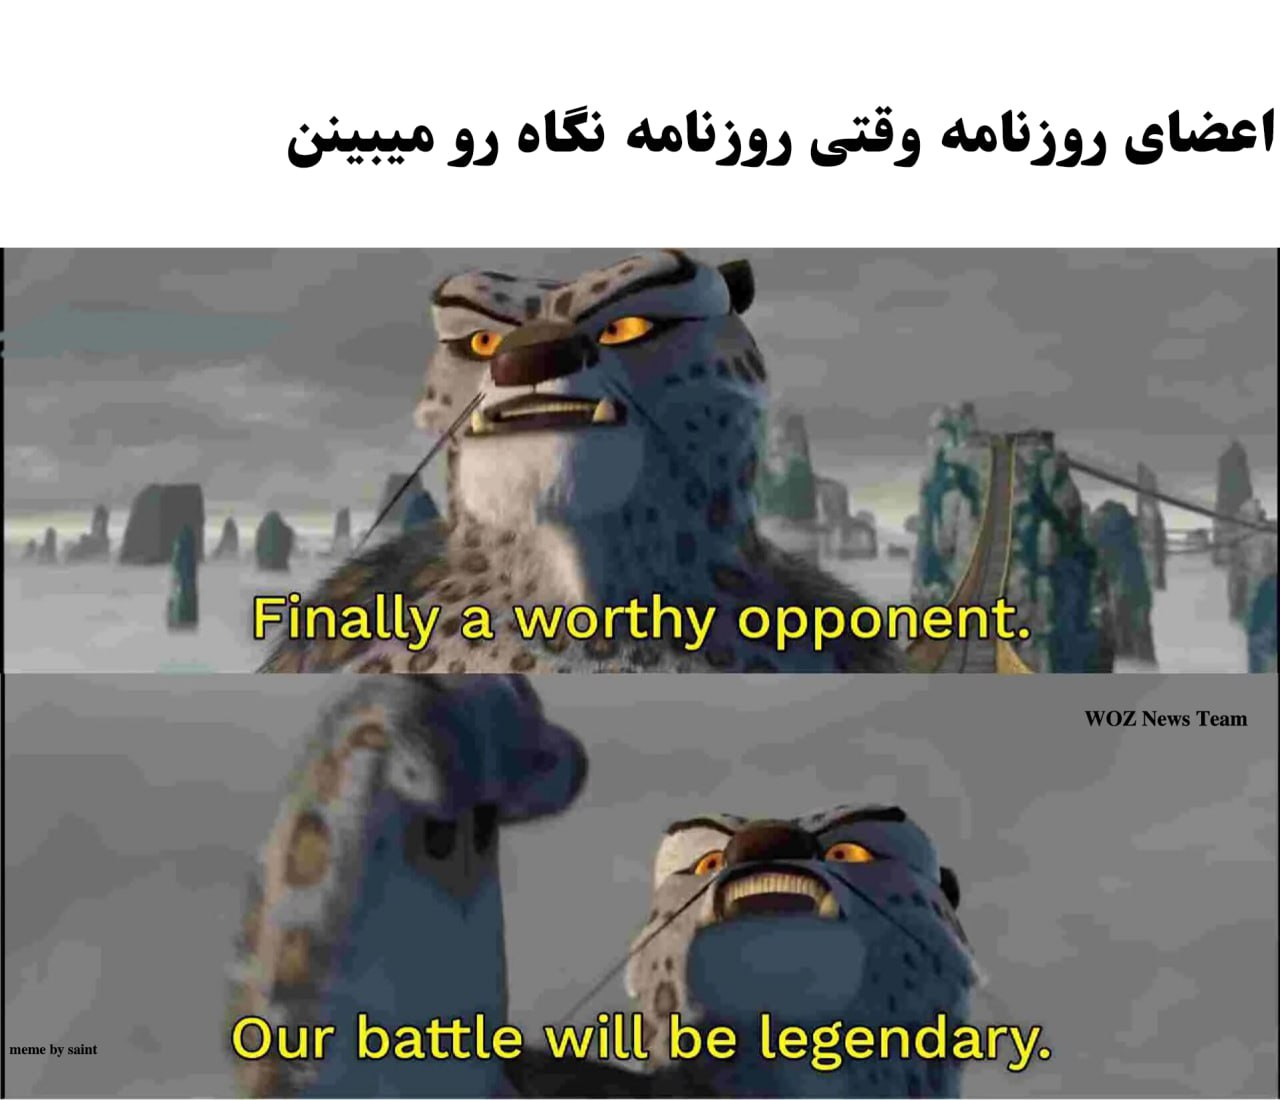 اعضای روزنامه وقتی روزنامه نگاه رو میبینن
Finally a worthy opponent.
WOZ News Team
Our battle will be legendary.
meme by saint